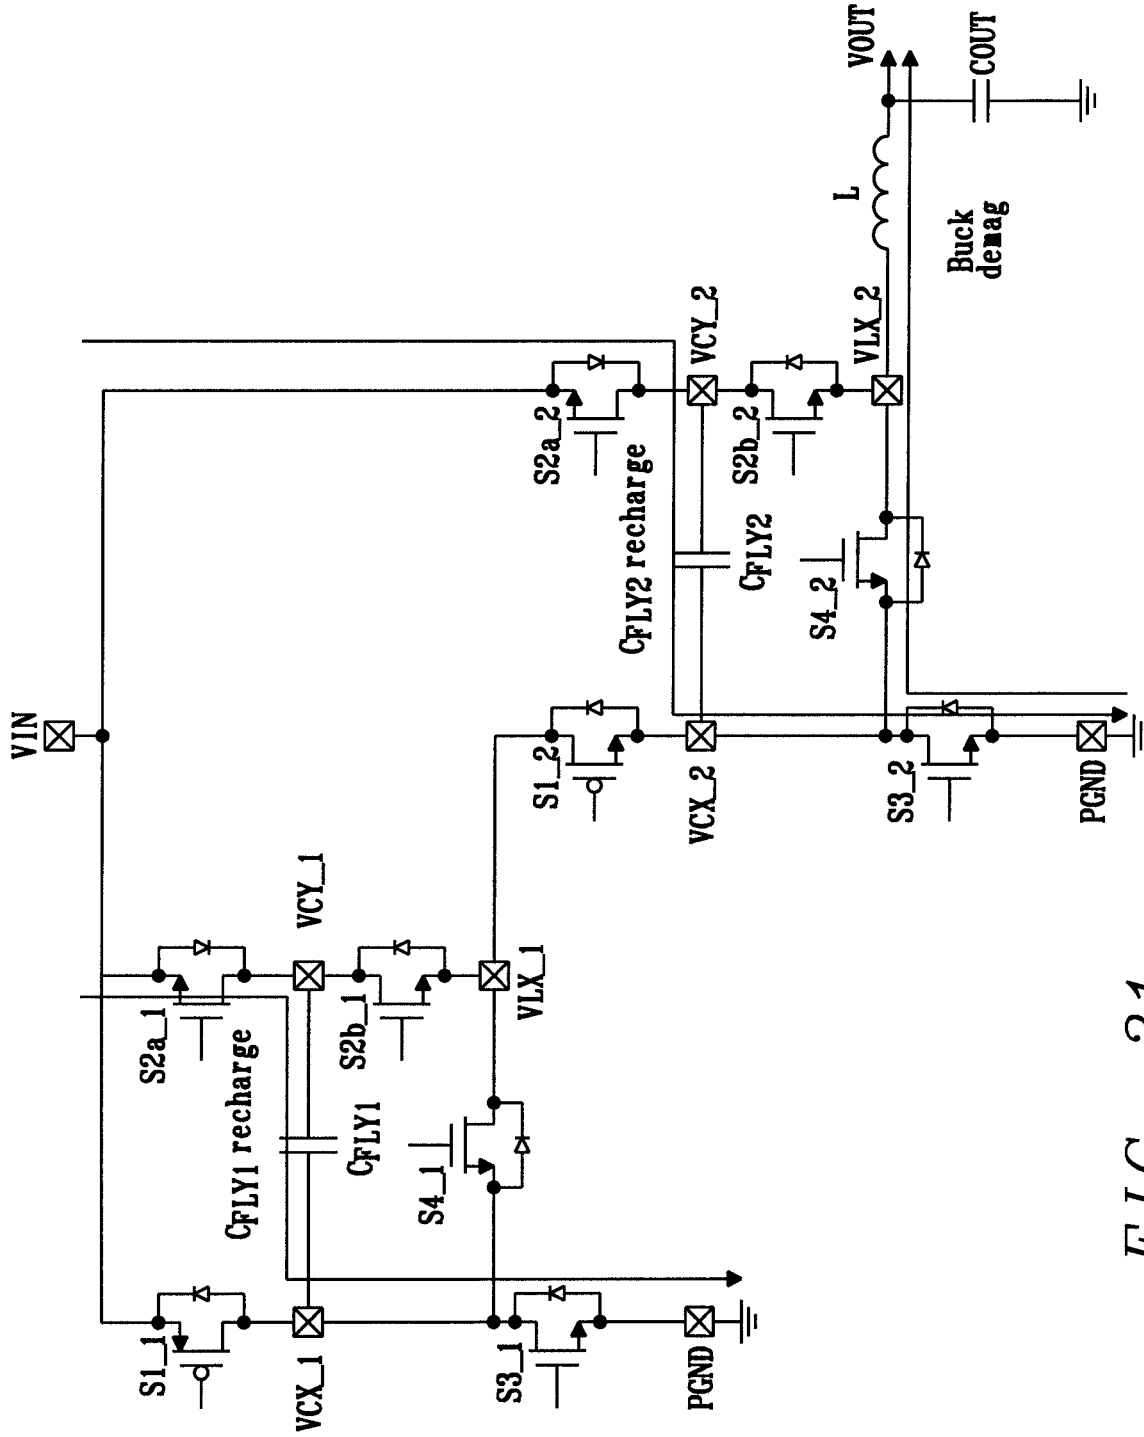 VIN
S1_1
VCX_1
S3_1
PGND
S2a_1
CFLY1 recharge
CFLY1
VCY_1
S2b_1
S4_1
VLX_1
S1_2
VCX_2
S3_2
PGND
S2a_2
CFLY2 recharge
CFLY2
VCY_2
S2b_2
S4_2
VLX_2
L
Buck
demag
VOUT
COUT